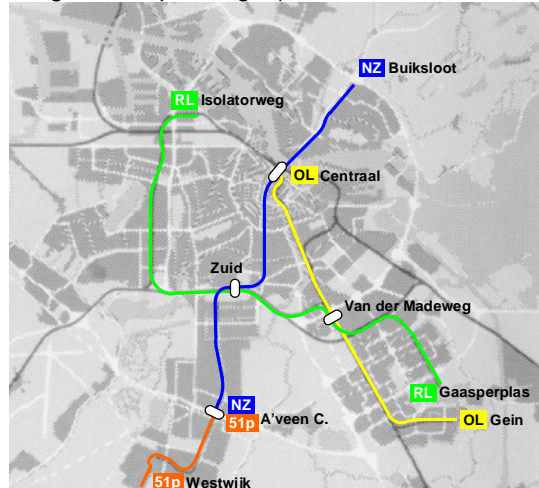 NZ Buiksloot
RL Isolatorweg
OL Centraal
Zuid
Van der Madeweg
RL Gaasperplas
NZ
51p A'veen C.
OL Gein
51p Westwijk